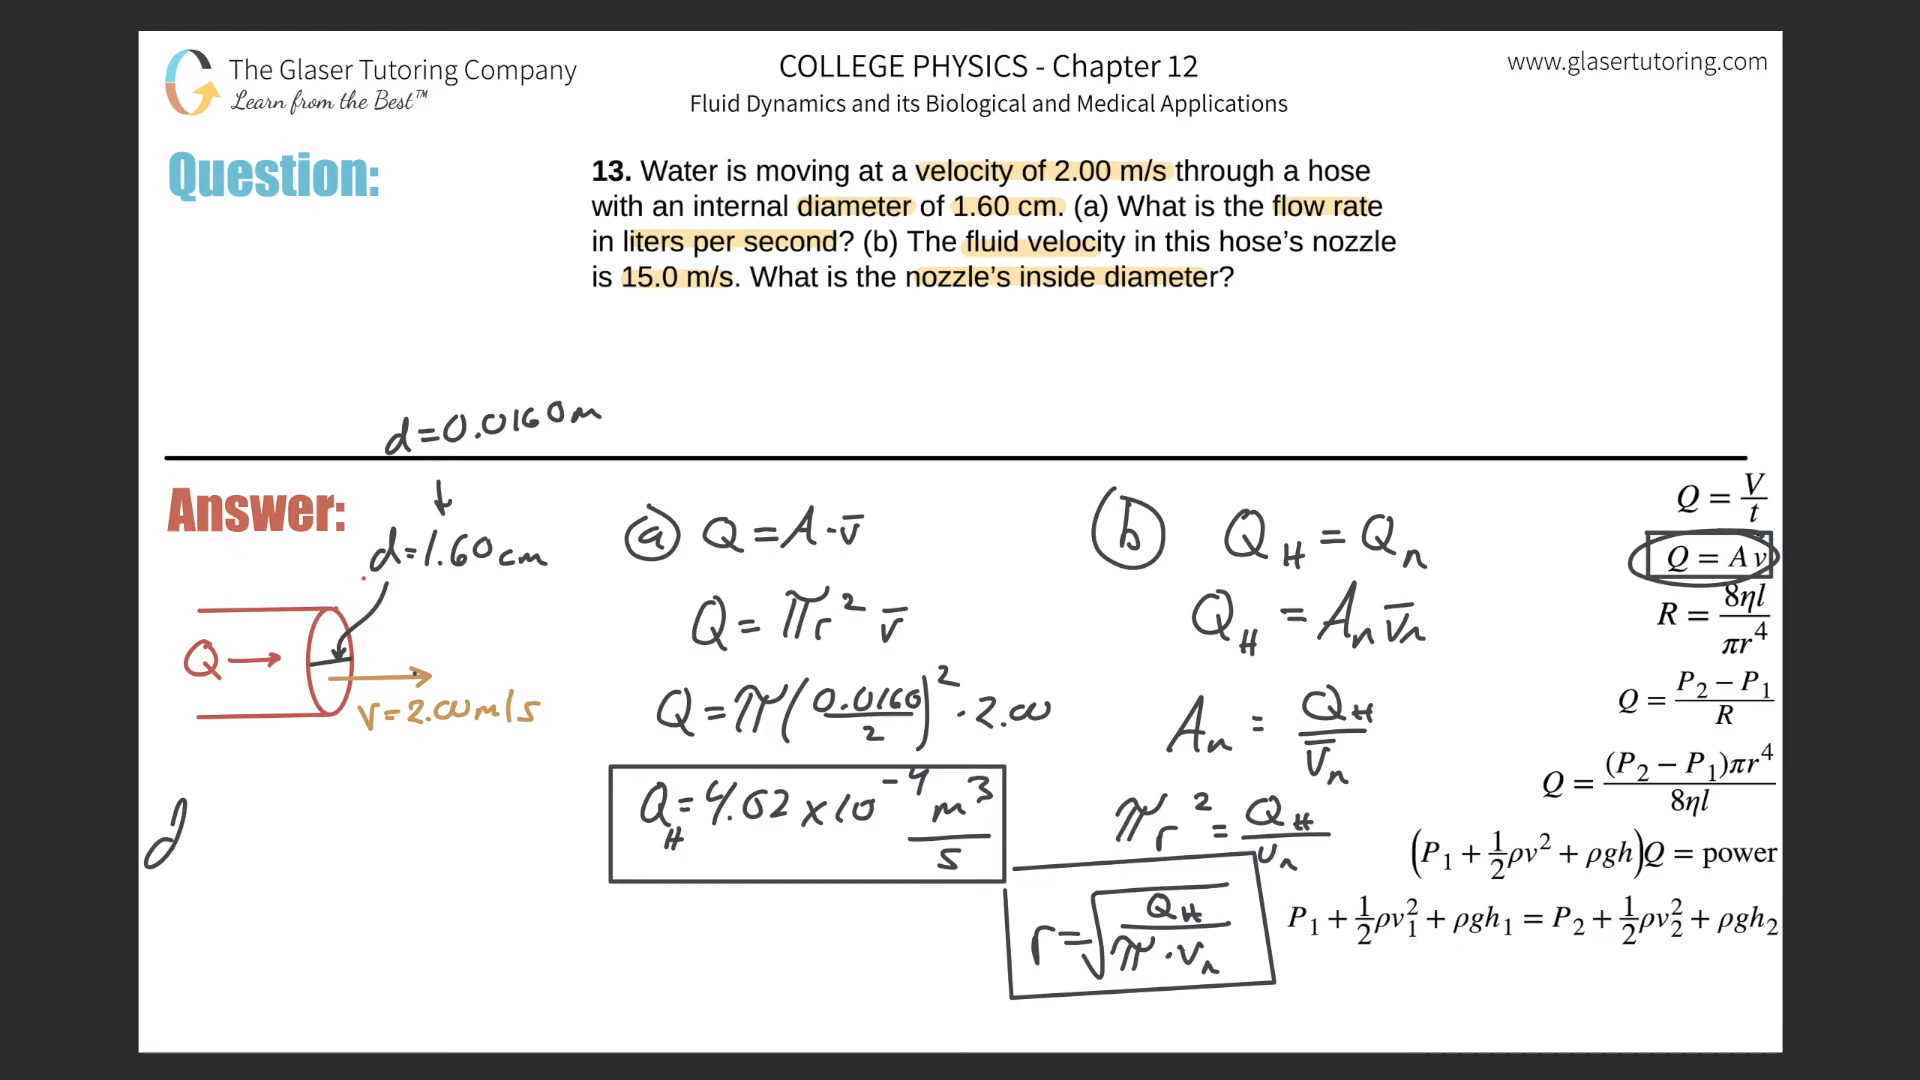 The Glaser Tutoring Company
Learn from the Best™
COLLEGE PHYSICS - Chapter 12
Fluid Dynamics and its Biological and Medical Applications
www.glasertutoring.com
Question:
13. Water is moving at a velocity of 2.00 m/s through a hose
with an internal diameter of 1.60 cm. (a) What is the flow rate
in liters per second? (b) The fluid velocity in this hose's nozzle
is 15.0 m/s. What is the nozzle's inside diameter?
d=0.0160m
Answer:
d=1.60cm
Q
v=2.00m/s
d
(a) Q = A·v̄
Q = πr² v̄
Q = π(0.0160/2)² · 2.00
Q_H = 4.02 x 10⁻⁴ m³/s
(b) Q_H = Q_n
Q_H = A_n v̄_n
A_n = Q_H/v̄_n
πr² = Q_H/v_n
r = √(Q_H/(π·v_n))
Q = V/t
Q = A v̄
R = 8ηl/πr⁴
Q = (P₂ − P₁)/R
Q = (P₂ − P₁)πr⁴/8ηl
(P₁ + ½ρv² + ρgh)Q = power
P₁ + ½ρv₁² + ρgh₁ = P₂ + ½ρv₂² + ρgh₂